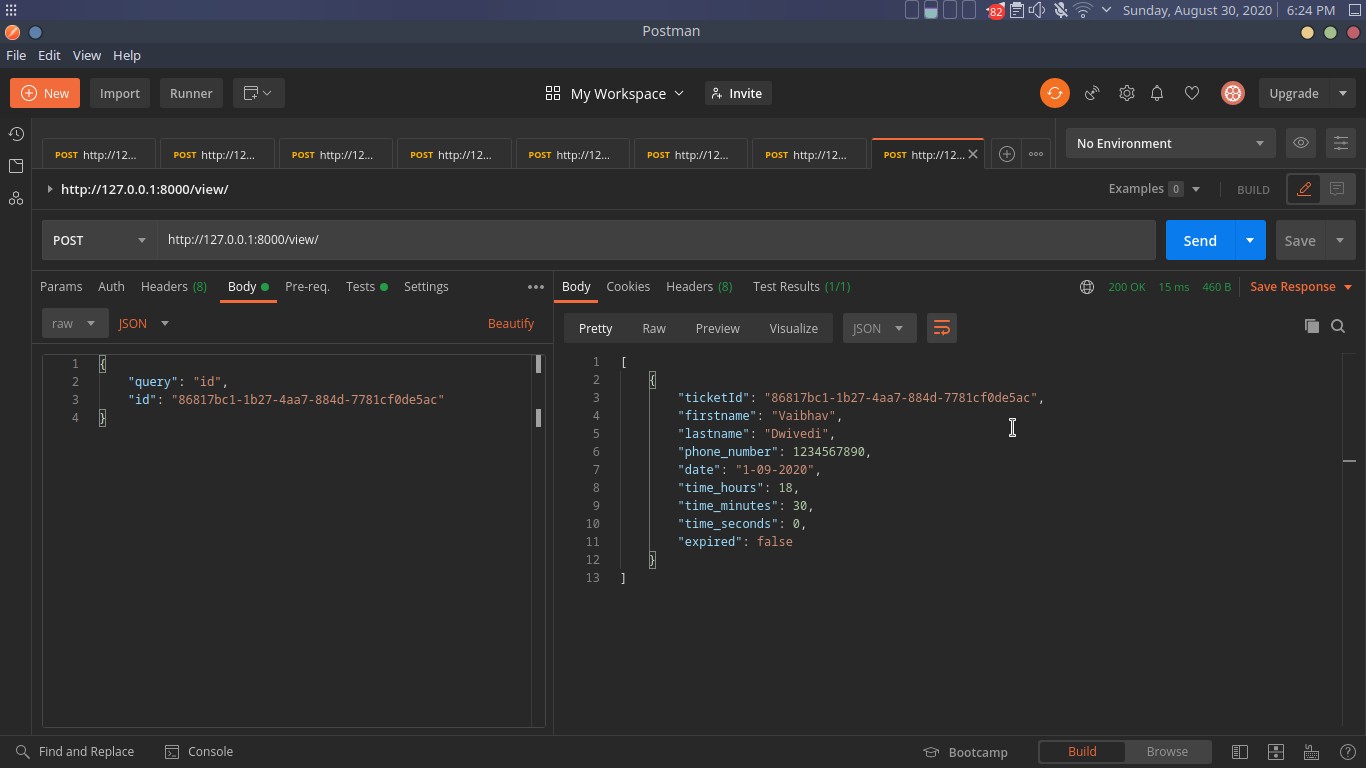 82 Sunday, August 30, 2020 6:24 PM
Postman
File Edit View Help
New Import Runner My Workspace Invite Upgrade
POST http://12... POST http://12... POST http://12... POST http://12... POST http://12... POST http://12... POST http://12... POST http://12... No Environment
http://127.0.0.1:8000/view/ Examples 0 BUILD
POST http://127.0.0.1:8000/view/ Send Save
Params Auth Headers (8) Body Pre-req. Tests Settings
raw JSON Beautify
1 {
2 "query": "id",
3 "id": "86817bc1-1b27-4aa7-884d-7781cf0de5ac"
4 }
Body Cookies Headers (8) Test Results (1/1) 200 OK 15 ms 460 B Save Response
Pretty Raw Preview Visualize JSON
1 [
2 {
3 "ticketId": "86817bc1-1b27-4aa7-884d-7781cf0de5ac",
4 "firstname": "Vaibhav",
5 "lastname": "Dwivedi",
6 "phone_number": 1234567890,
7 "date": "1-09-2020",
8 "time_hours": 18,
9 "time_minutes": 30,
10 "time_seconds": 0,
11 "expired": false
12 }
13 ]
Find and Replace Console Bootcamp Build Browse